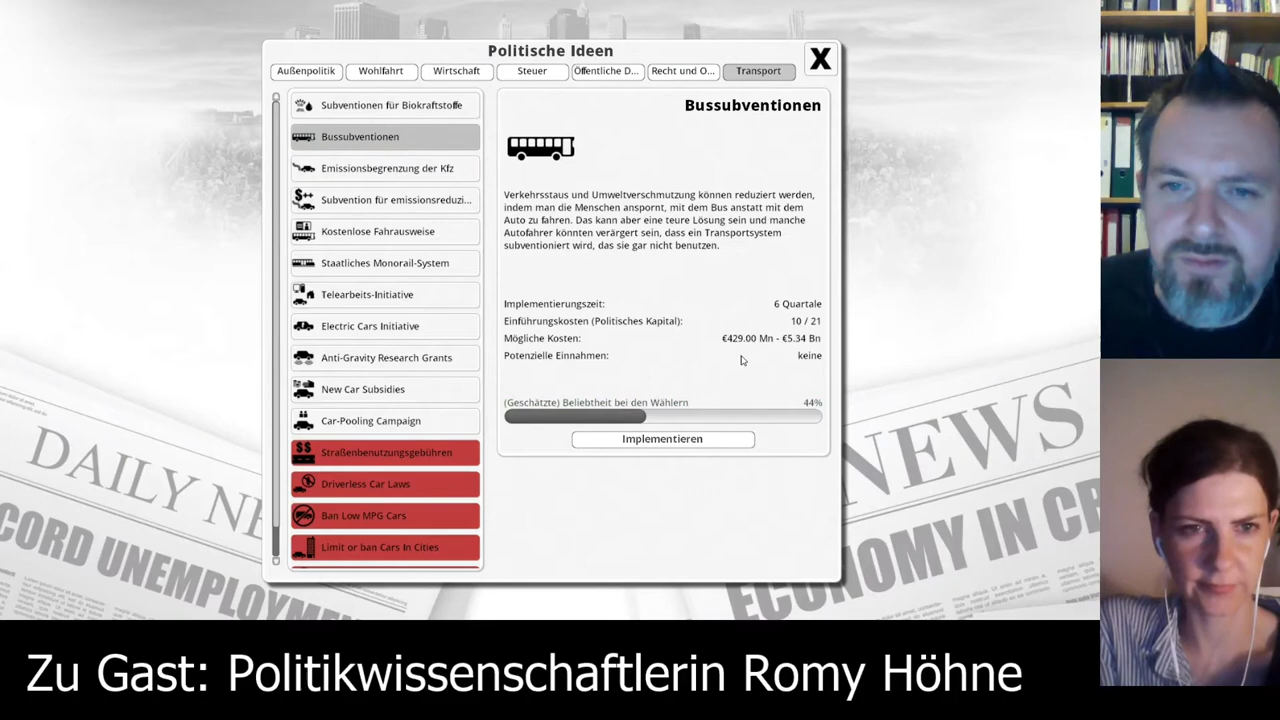 Politische Ideen
X
Außenpolitik
Wohlfahrt
Wirtschaft
Steuer
Öffentliche D...
Recht und O...
Transport
Subventionen für Biokraftstoffe
Bussubventionen
Emissionsbegrenzung der Kfz
Subvention für emissionsreduzi...
Kostenlose Fahrausweise
Staatliches Monorail-System
Telearbeits-Initiative
Electric Cars Initiative
Anti-Gravity Research Grants
New Car Subsidies
Car-Pooling Campaign
Straßenbenutzungsgebühren
Driverless Car Laws
Ban Low MPG Cars
Limit or ban Cars In Cities
Bussubventionen
Verkehrsstaus und Umweltverschmutzung können reduziert werden,
indem man die Menschen anspornt, mit dem Bus anstatt mit dem
Auto zu fahren. Das kann aber eine teure Lösung sein und manche
Autofahrer könnten verärgert sein, dass ein Transportsystem
subventioniert wird, das sie gar nicht benutzen.
Implementierungszeit: 6 Quartale
Einführungskosten (Politisches Kapital): 10 / 21
Mögliche Kosten: €429.00 Mn - €5.34 Bn
Potenzielle Einnahmen: keine
(Geschätzte) Beliebtheit bei den Wählern 44%
Implementieren
DAILY NE
CORD UNEMPLOYM
NEWS
ECONOMY IN CR
Zu Gast: Politikwissenschaftlerin Romy Höhne